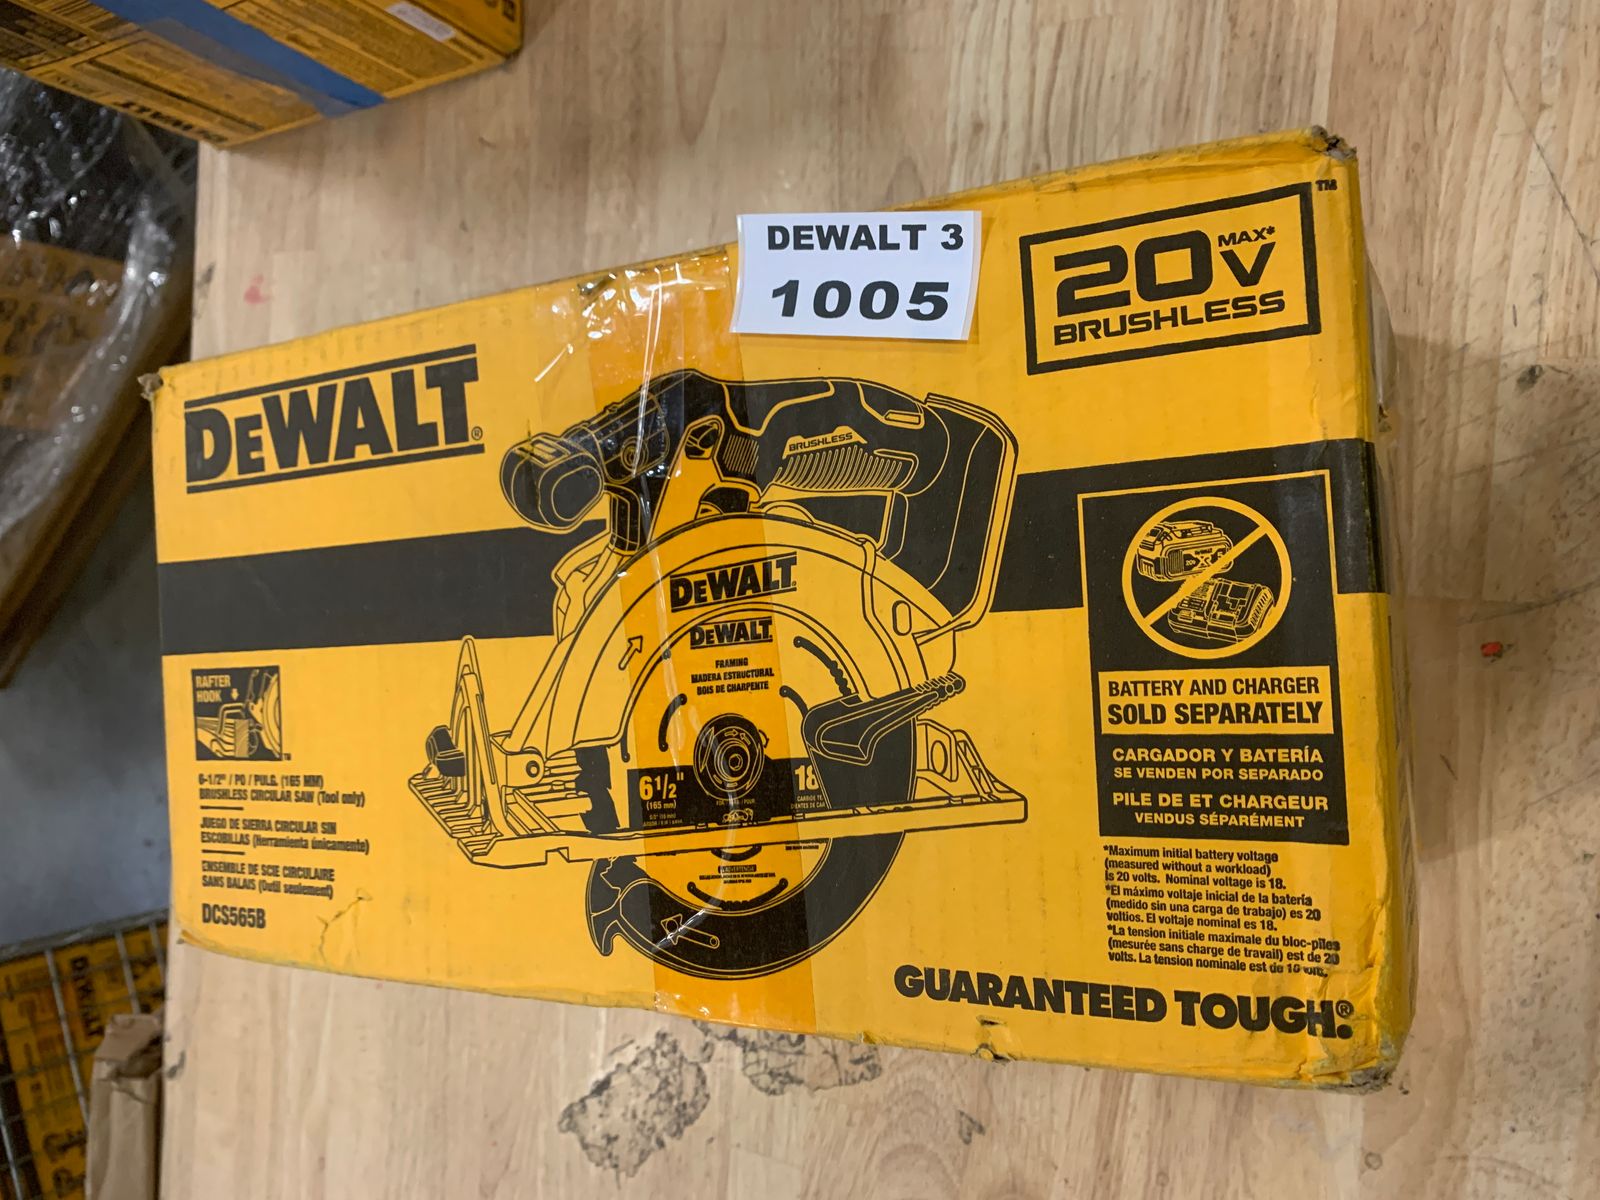 DEWALT 3
1005
DEWALT®
20V MAX*
BRUSHLESS
TM
BRUSHLESS
DEWALT
DEWALT
FRAMING
MADERA ESTRUCTURAL
BOIS DE CHARPENTE
6 1/2"
(165 mm)
18
RAFTER
HOOK
TM
6-1/2" / PO / PULG. (165 MM)
BRUSHLESS CIRCULAR SAW (Tool only)
JUEGO DE SIERRA CIRCULAR SIN
ESCOBILLAS (Herramienta únicamenta)
ENSEMBLE DE SCIE CIRCULAIRE
SANS BALAIS (Outil seulement)
DCS565B
DEWALT
BATTERY AND CHARGER
SOLD SEPARATELY
CARGADOR Y BATERÍA
SE VENDEN POR SEPARADO
PILE DE ET CHARGEUR
VENDUS SÉPARÉMENT
*Maximum initial battery voltage
(measured without a workload)
is 20 volts. Nominal voltage is 18.
*El máximo voltaje inicial de la batería
(medido sin una carga de trabajo) es 20
voltios. El voltaje nominal es 18.
*La tension initiale maximale du bloc-piles
(mesurée sans charge de travail) est de 20
volts. La tension nominale est de 18
GUARANTEED TOUGH.®